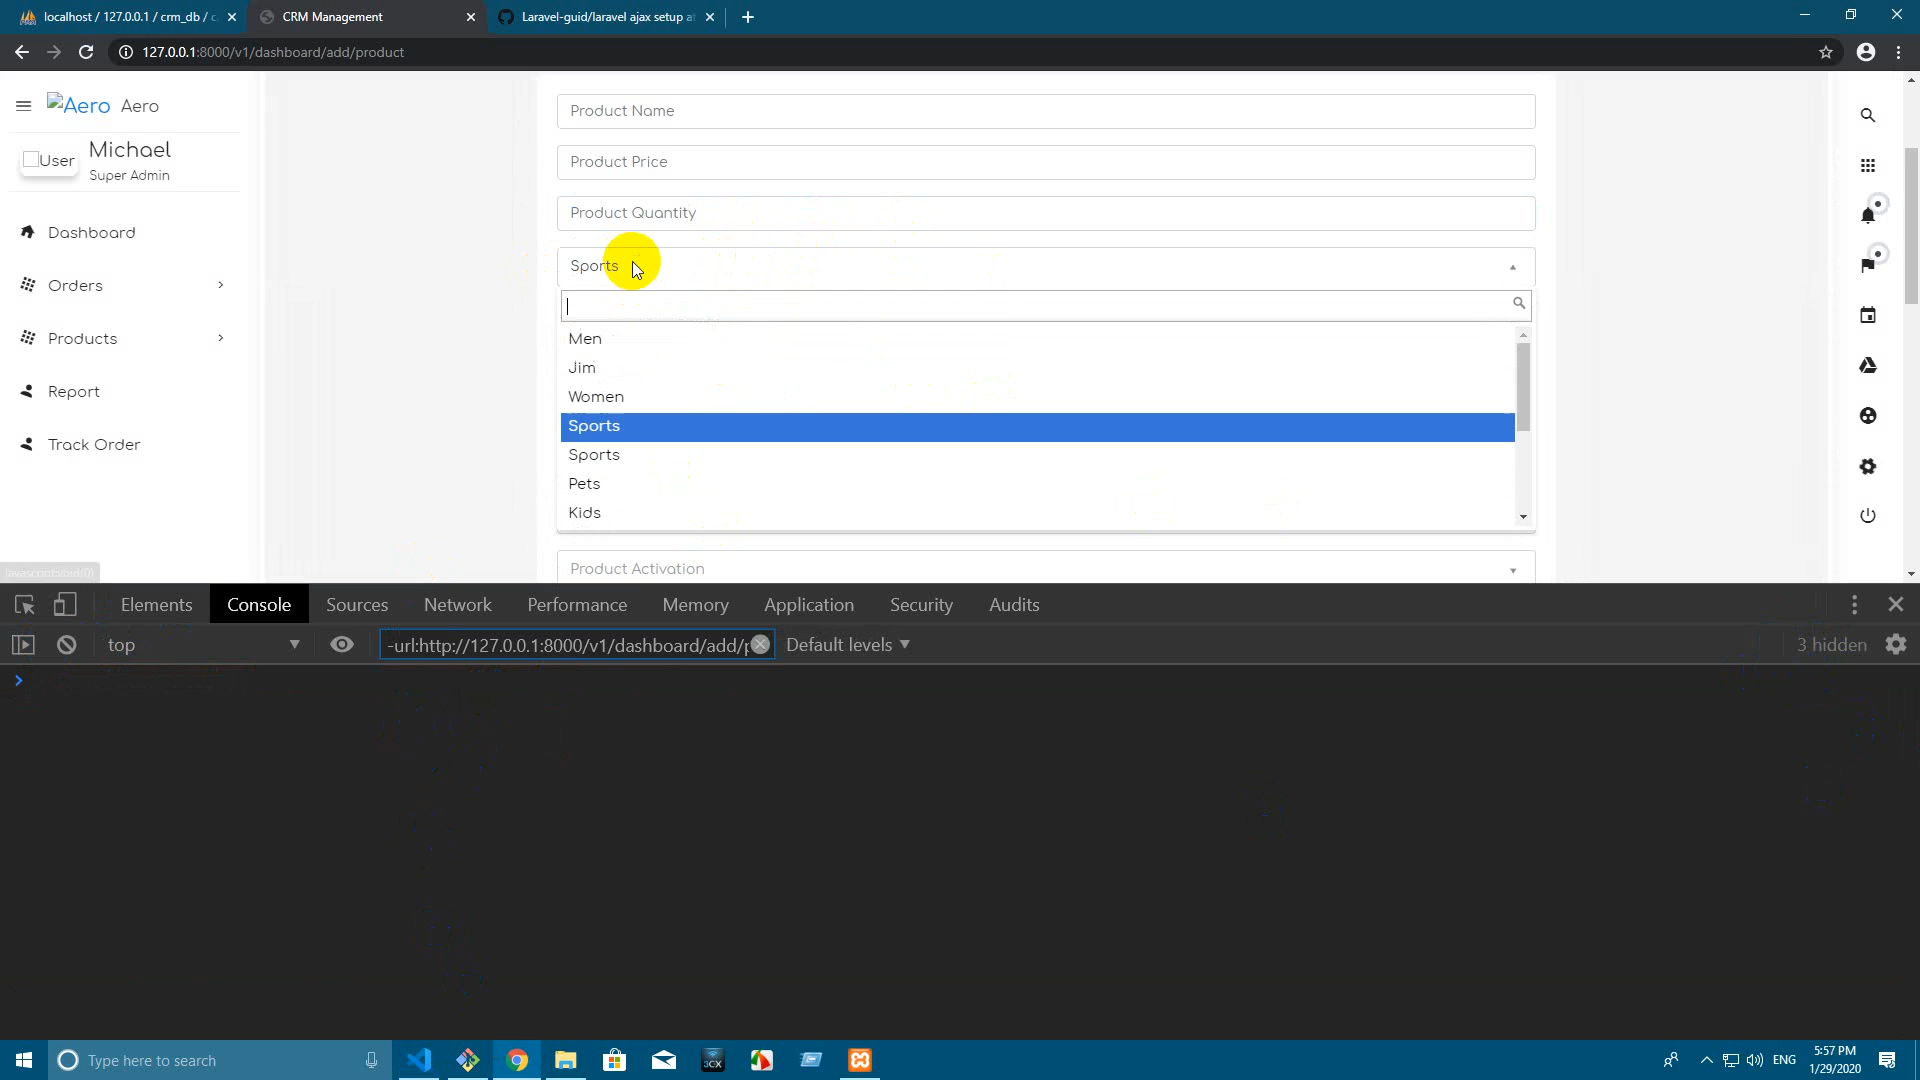 localhost / 127.0.0.1 / crm_db / c
CRM Management
Laravel-guid/laravel ajax setup at
127.0.0.1:8000/v1/dashboard/add/product
Aero Aero
User
Michael
Super Admin
Dashboard
Orders
Products
Report
Track Order
Product Name
Product Price
Product Quantity
Sports
Men
Jim
Women
Sports
Sports
Pets
Kids
Product Activation
javascript:void(0)
Elements Console Sources Network Performance Memory Application Security Audits
top
-url:http://127.0.0.1:8000/v1/dashboard/add/p
Default levels
3 hidden
Type here to search
3CX
ENG
5:57 PM
1/29/2020